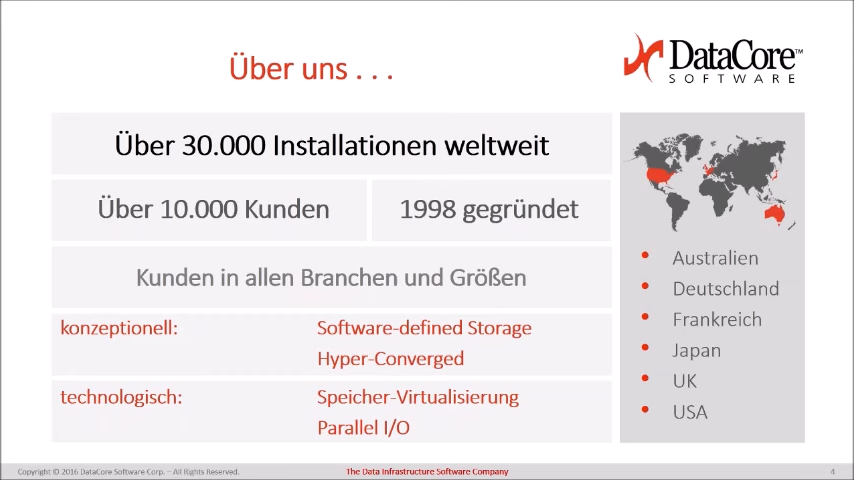 Über uns . . .
DataCore™
SOFTWARE
Über 30.000 Installationen weltweit
Über 10.000 Kunden
1998 gegründet
Kunden in allen Branchen und Größen
konzeptionell: Software-defined Storage
Hyper-Converged
technologisch: Speicher-Virtualisierung
Parallel I/O
• Australien
• Deutschland
• Frankreich
• Japan
• UK
• USA
Copyright © 2016 DataCore Software Corp. – All Rights Reserved.
The Data Infrastructure Software Company
4